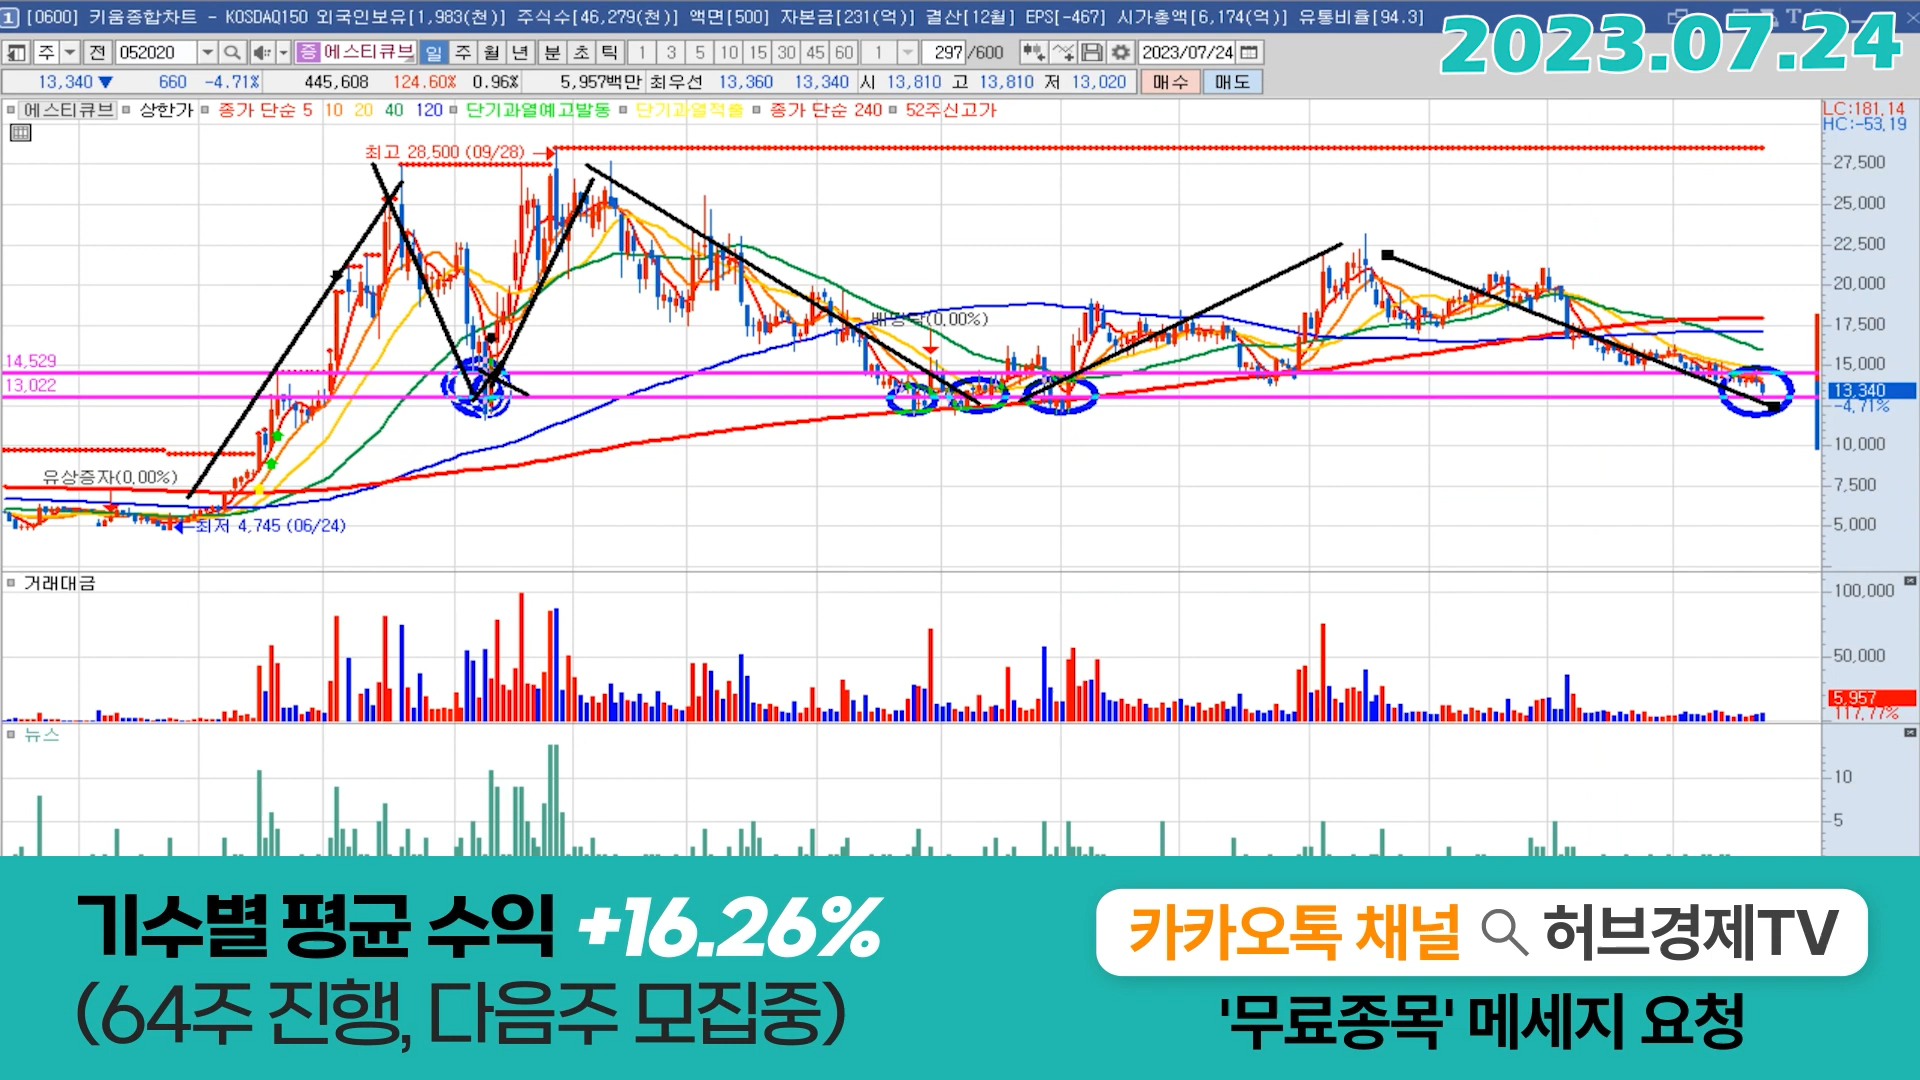 1 [0600] 키움종합차트 - KOSDAQ150 외국인보유[1,983(천)] 주식수[46,279(천)] 액면[500] 자본금[231(억)] 결산[12월] EPS[-467] 시가총액[6,174(억)] 유통비율[94.3]
2023.07.24
주 전 052020 증 에스티큐브 일 주 월 년 분 초 틱 1 3 5 10 15 30 45 60 1 297 /600 2023/07/24
13,340 ▼ 660 -4.71% 445,608 124.60% 0.96% 5,957백만 최우선 13,360 13,340 시 13,810 고 13,810 저 13,020 매수 매도
에스티큐브 상한가 종가 단순 5 10 20 40 120 단기과열예고발동 단기과열적출 종가 단순 240 52주신고가
LC:181.14
HC:-53.19
최고 28,500 (09/28)
27,500
25,000
22,500
20,000
배당락(0.00%)
17,500
14,529
15,000
13,022
13,340
-4.71%
10,000
유상증자(0.00%)
7,500
최저 4,745 (06/24)
5,000
거래대금
100,000
50,000
5,957
117.77%
뉴스
10
5
기수별 평균 수익 +16.26%
(64주 진행, 다음주 모집중)
카카오톡 채널 허브경제TV
'무료종목' 메세지 요청